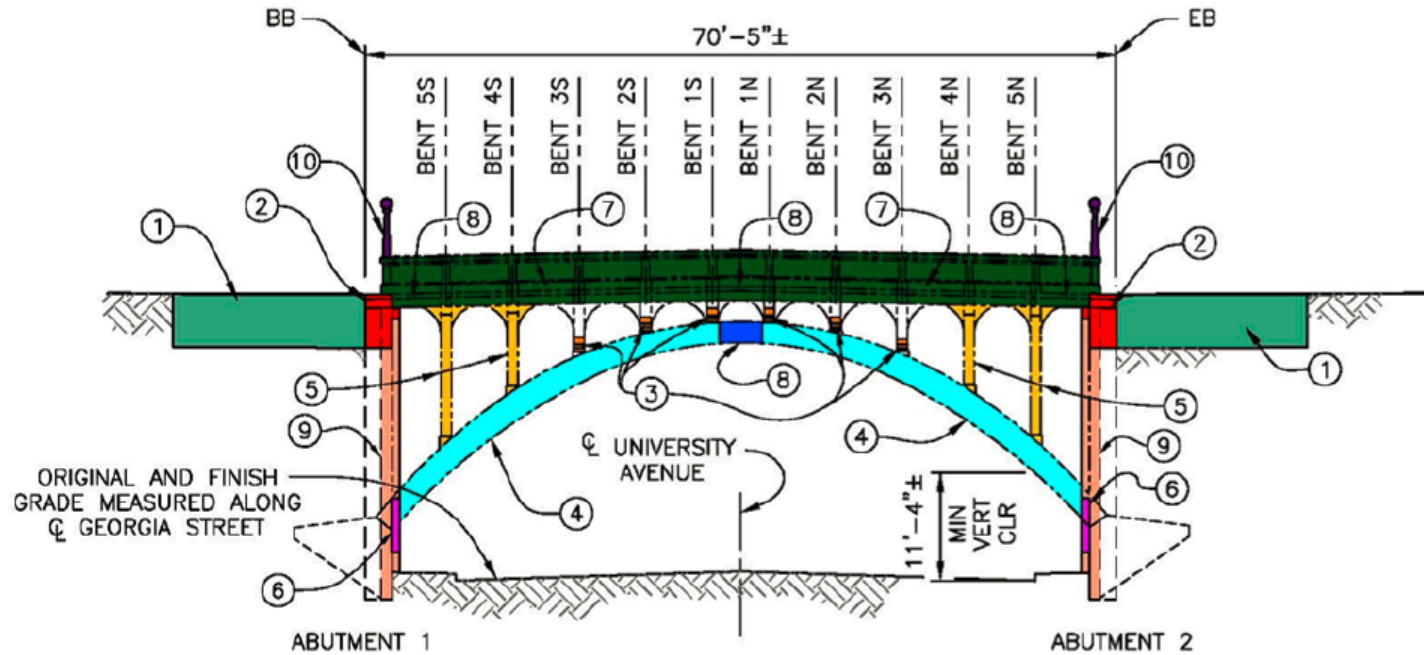 BB
EB
70'-5"±
BENT 5S
BENT 4S
BENT 3S
BENT 2S
BENT 1S
BENT 1N
BENT 2N
BENT 3N
BENT 4N
BENT 5N
10
10
1
2
8
7
8
7
8
2
5
3
8
5
1
9
4
9
6
℄ UNIVERSITY
AVENUE
ORIGINAL AND FINISH
GRADE MEASURED ALONG
℄ GEORGIA STREET
4
11'-4"±
MIN
VERT
CLR
6
ABUTMENT 1
ABUTMENT 2